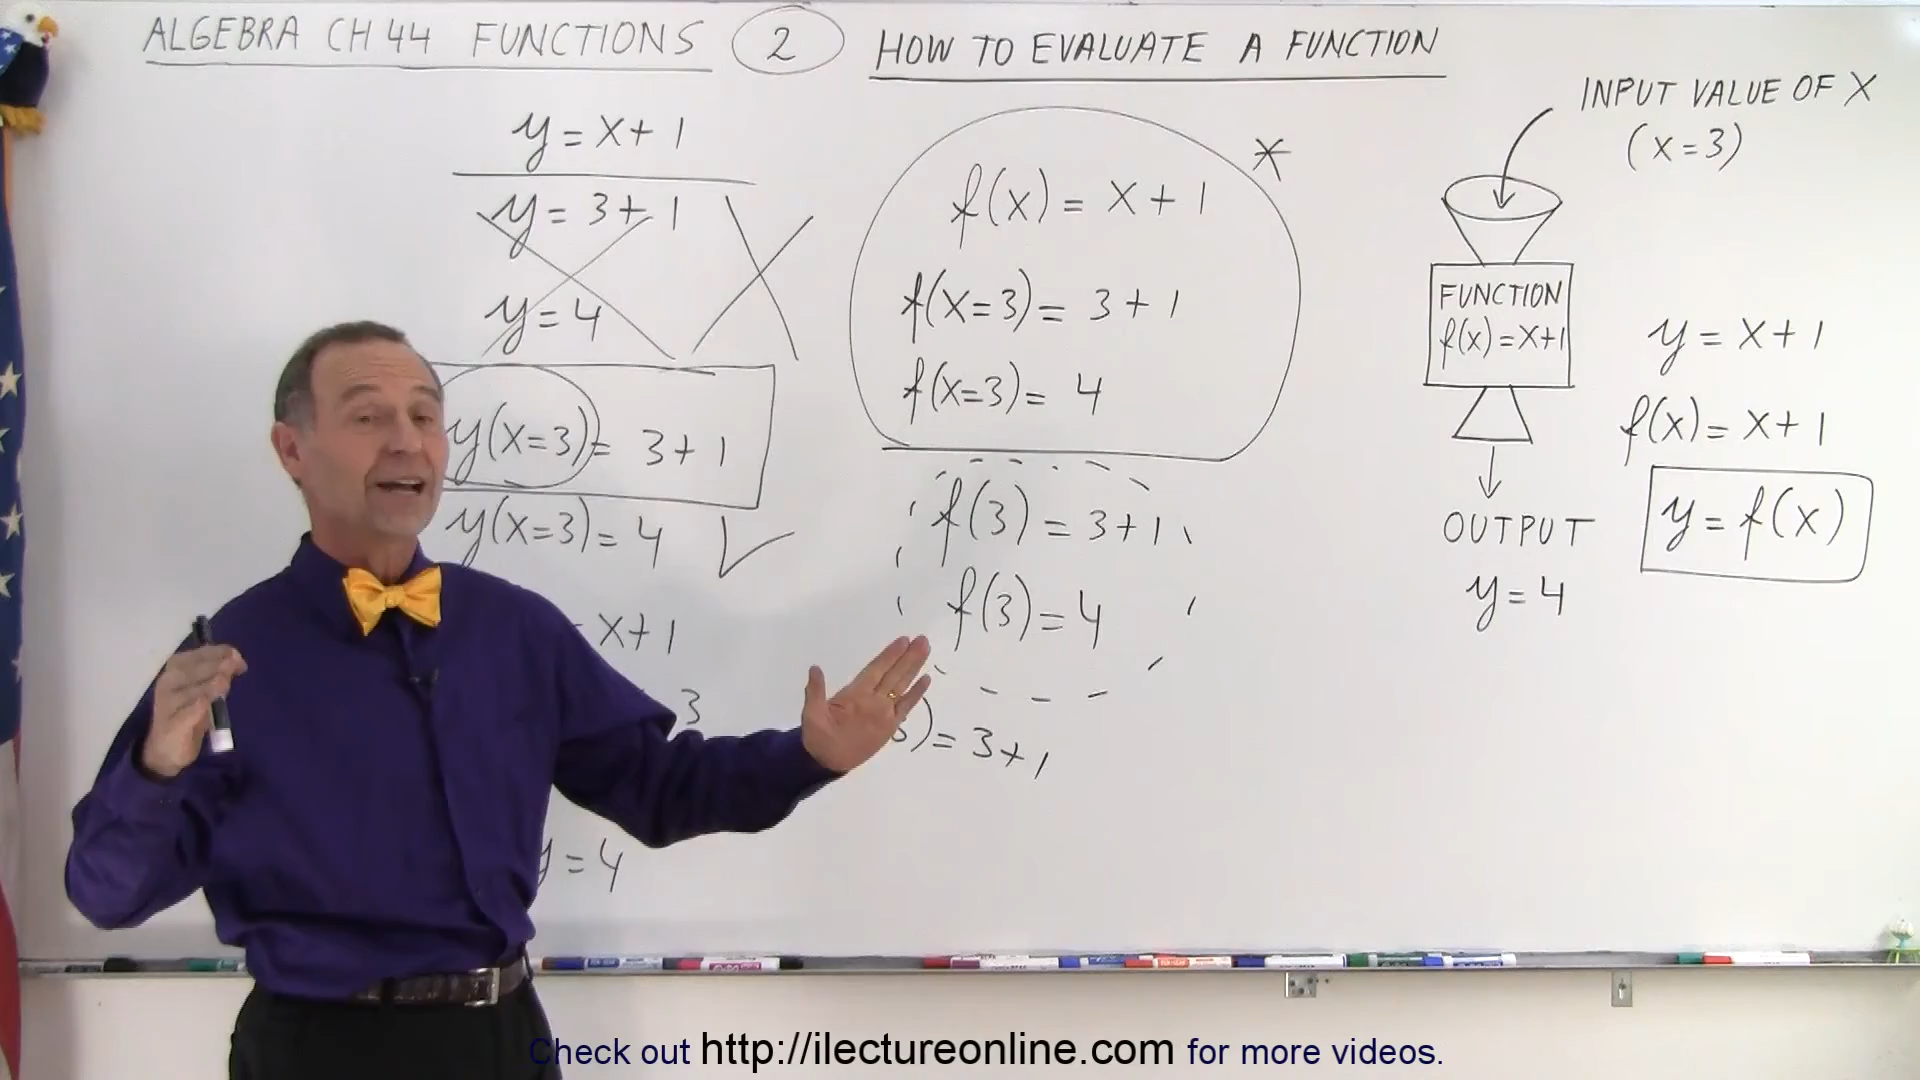 ALGEBRA CH 44 FUNCTIONS 2 HOW TO EVALUATE A FUNCTION
y = x + 1
y = 3 + 1
y = 4
y(x=3) = 3 + 1
y(x=3) = 4
x + 1
3
y = 4
*
f(x) = x + 1
f(x=3) = 3 + 1
f(x=3) = 4
f(3) = 3 + 1
f(3) = 4
3) = 3 + 1
INPUT VALUE OF X
(x = 3)
FUNCTION
f(x) = x+1
OUTPUT
y = 4
y = x + 1
f(x) = x + 1
y = f(x)
Check out http://ilectureonline.com for more videos.